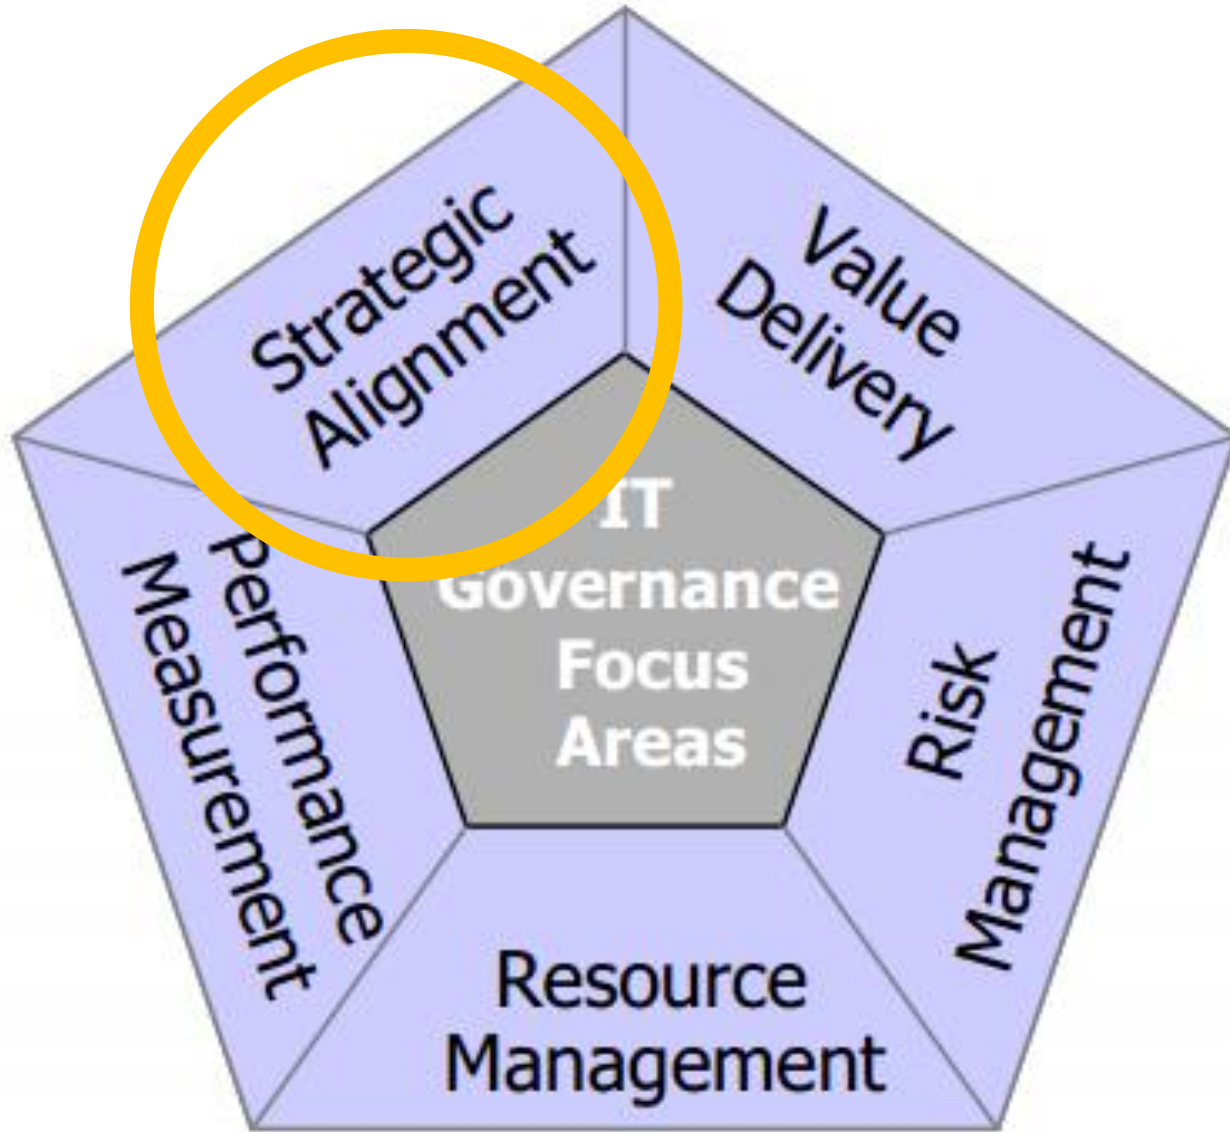 Strategic
Alignment
Value
Delivery
IT
Governance
Focus
Areas
Performance
Measurement
Risk
Management
Resource
Management